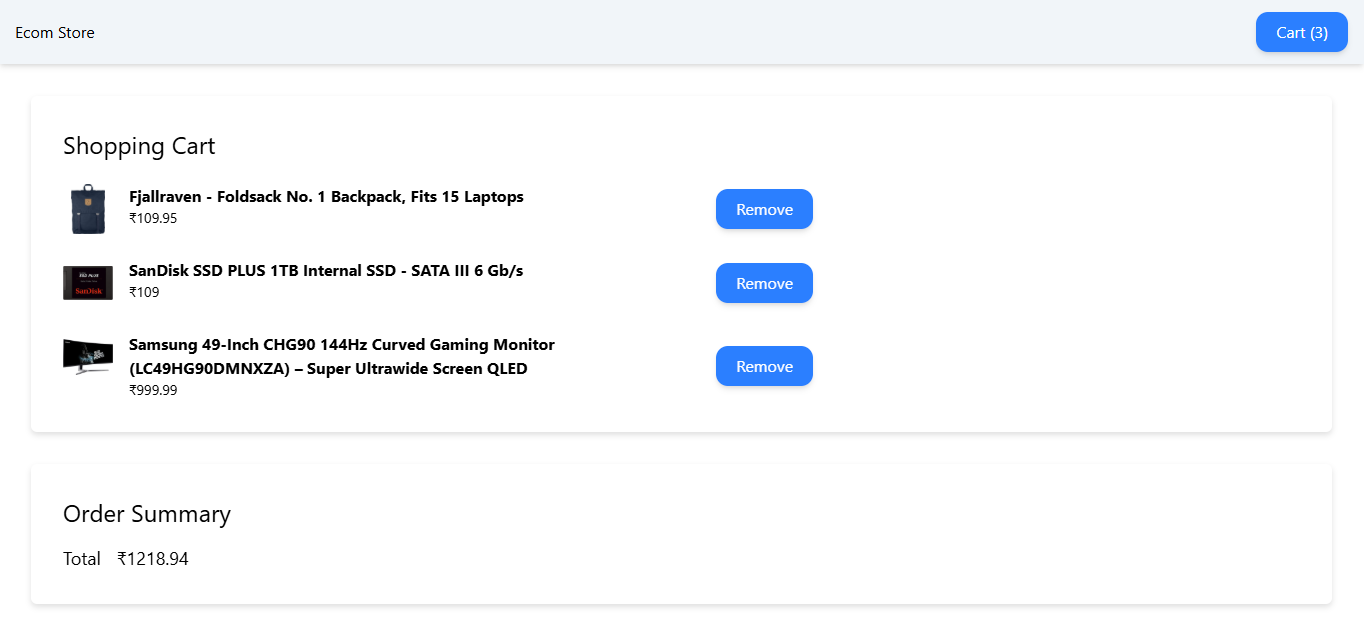 Ecom Store
Cart (3)
Shopping Cart
Fjallraven - Foldsack No. 1 Backpack, Fits 15 Laptops
₹109.95
Remove
SanDisk SSD PLUS 1TB Internal SSD - SATA III 6 Gb/s
₹109
SanDisk
Remove
Samsung 49-Inch CHG90 144Hz Curved Gaming Monitor
(LC49HG90DMNXZA) – Super Ultrawide Screen QLED
₹999.99
Remove
Order Summary
Total ₹1218.94